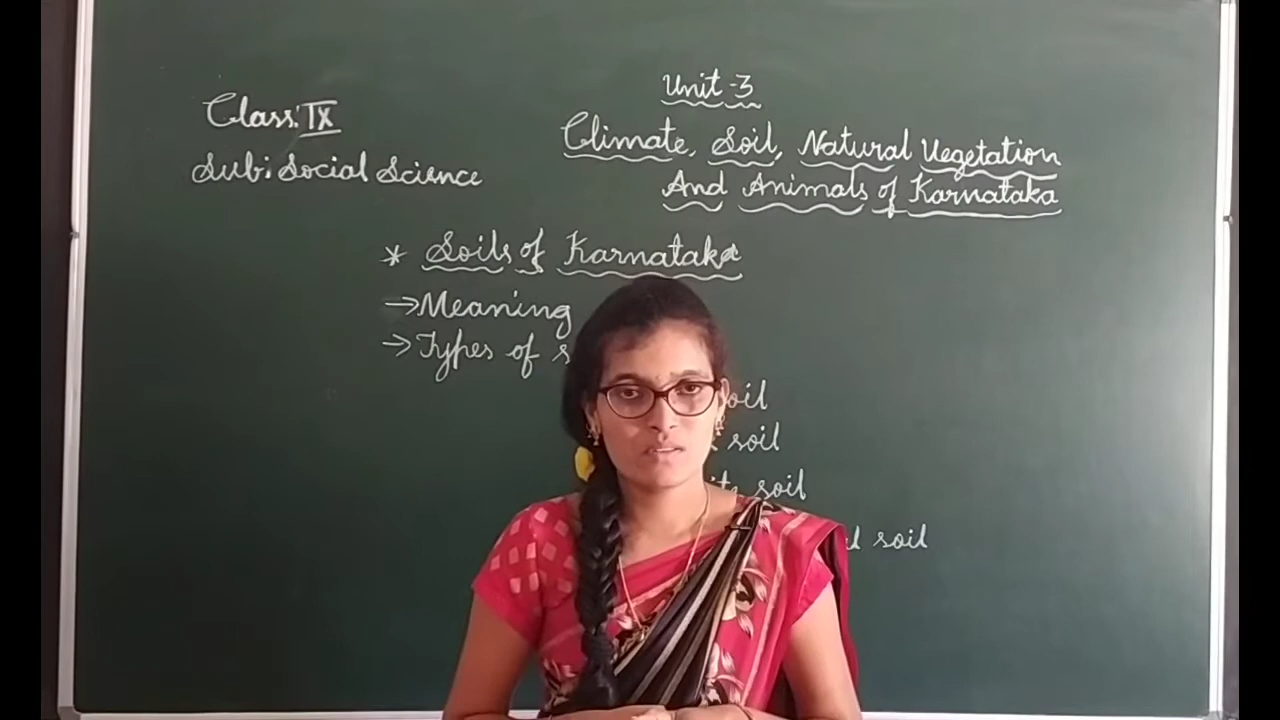 Class: IX
Sub: Social Science
Unit-3
Climate, Soil, Natural Vegetation
And Animals of Karnataka
* Soils of Karnataka
→Meaning
→Types of
soil
soil
soil